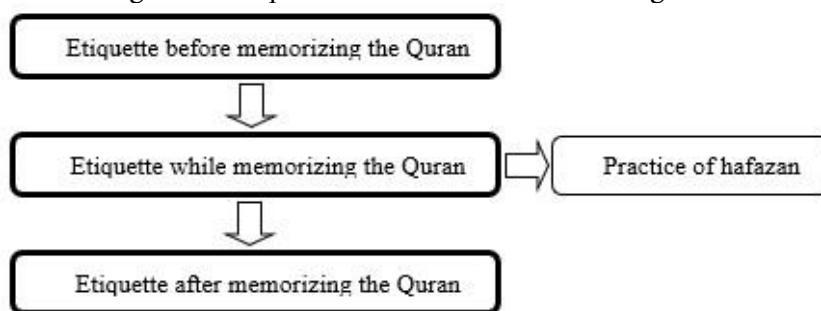 Etiquette before memorizing the Quran
Etiquette while memorizing the Quran
Practice of hafazan
Etiquette after memorizing the Quran